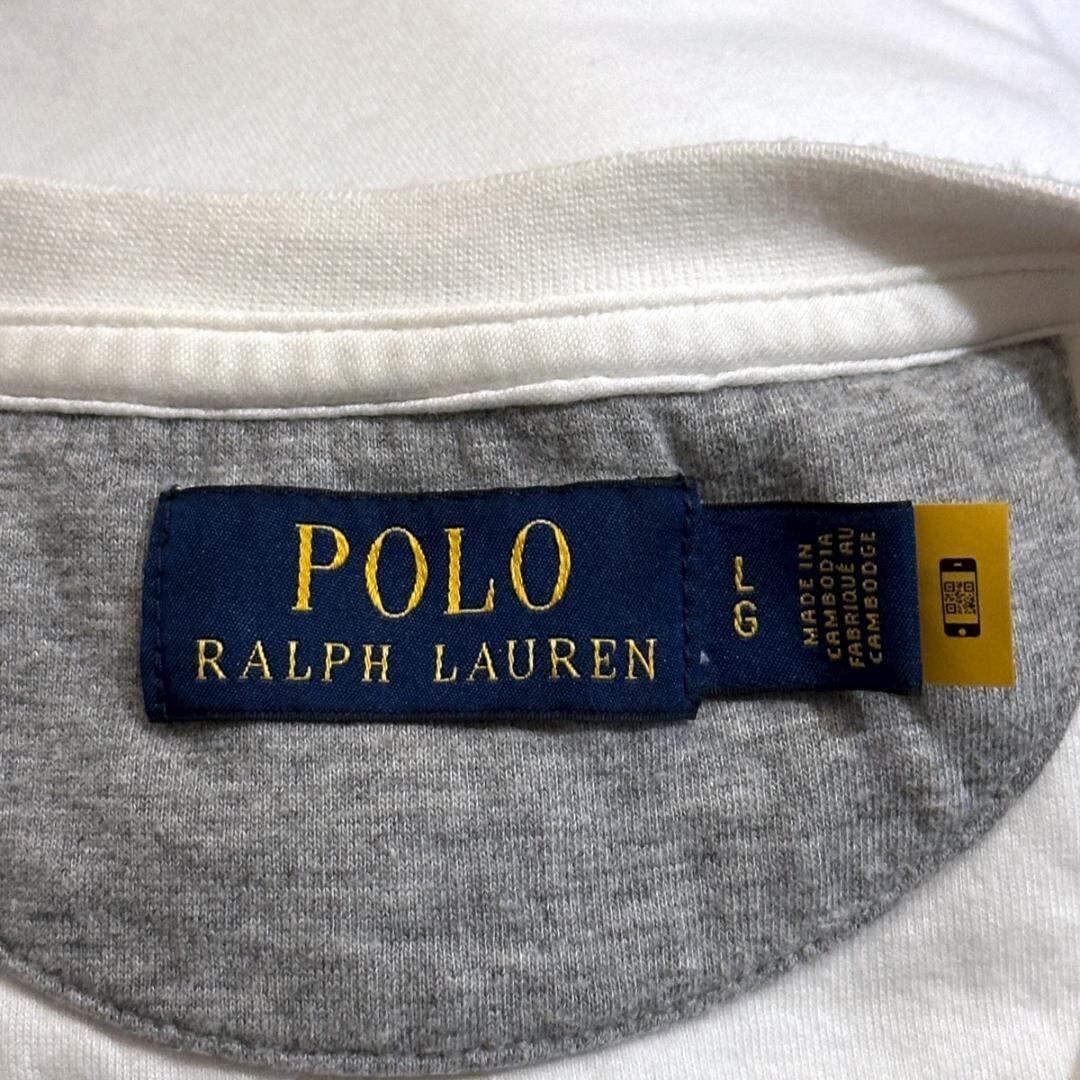 POLO
RALPH LAUREN
L
G
MADE IN
CAMBODIA
FABRIQUÉ AU
CAMBODGE